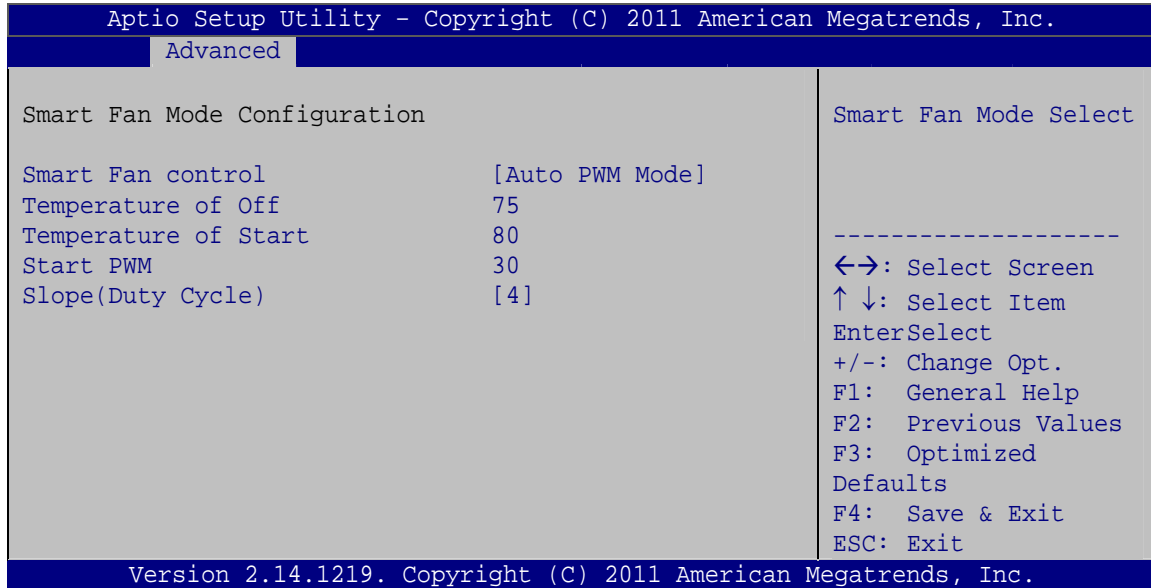 Aptio Setup Utility – Copyright (C) 2011 American Megatrends, Inc.
Advanced
Smart Fan Mode Configuration
Smart Fan control [Auto PWM Mode]
Temperature of Off 75
Temperature of Start 80
Start PWM 30
Slope(Duty Cycle) [4]
Smart Fan Mode Select
--------------------
←→: Select Screen
↑ ↓: Select Item
EnterSelect
+/-: Change Opt.
F1: General Help
F2: Previous Values
F3: Optimized
Defaults
F4: Save & Exit
ESC: Exit
Version 2.14.1219. Copyright (C) 2011 American Megatrends, Inc.